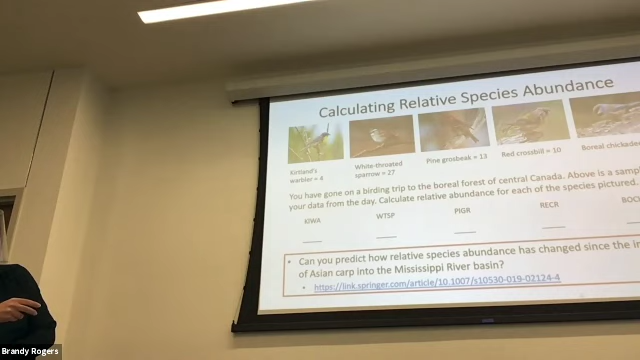 Calculating Relative Species Abundance
Kirtland's
warbler = 4
White-throated
sparrow = 27
Pine grosbeak = 13
Red crossbill = 10
Boreal chickadee
You have gone on a birding trip to the boreal forest of central Canada. Above is a
your data from the day. Calculate relative abundance for each of the species pictured.
KIWA
WTSP
PIGR
RECR
• Can you predict how relative species abundance has changed since the
of Asian carp into the Mississippi River basin?
• https://link.springer.com/article/10.1007/s10530-019-02124-4
Brandy Rogers